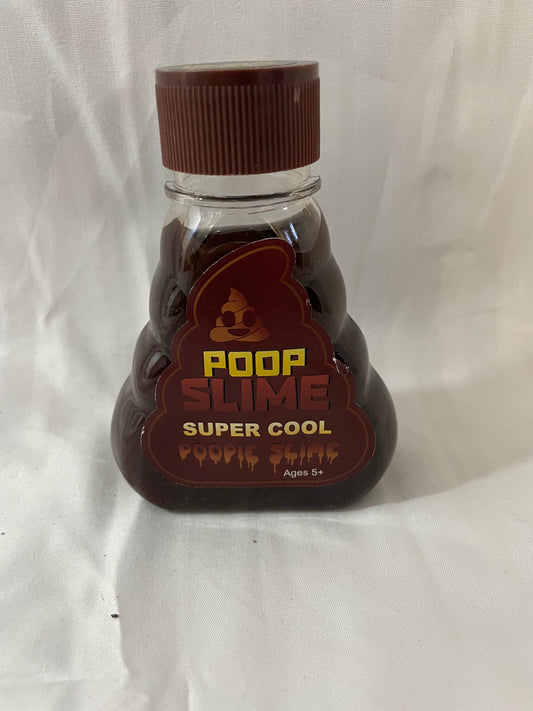 POOP
SLIME
SUPER COOL
POOPIE SLIME
Ages 5+